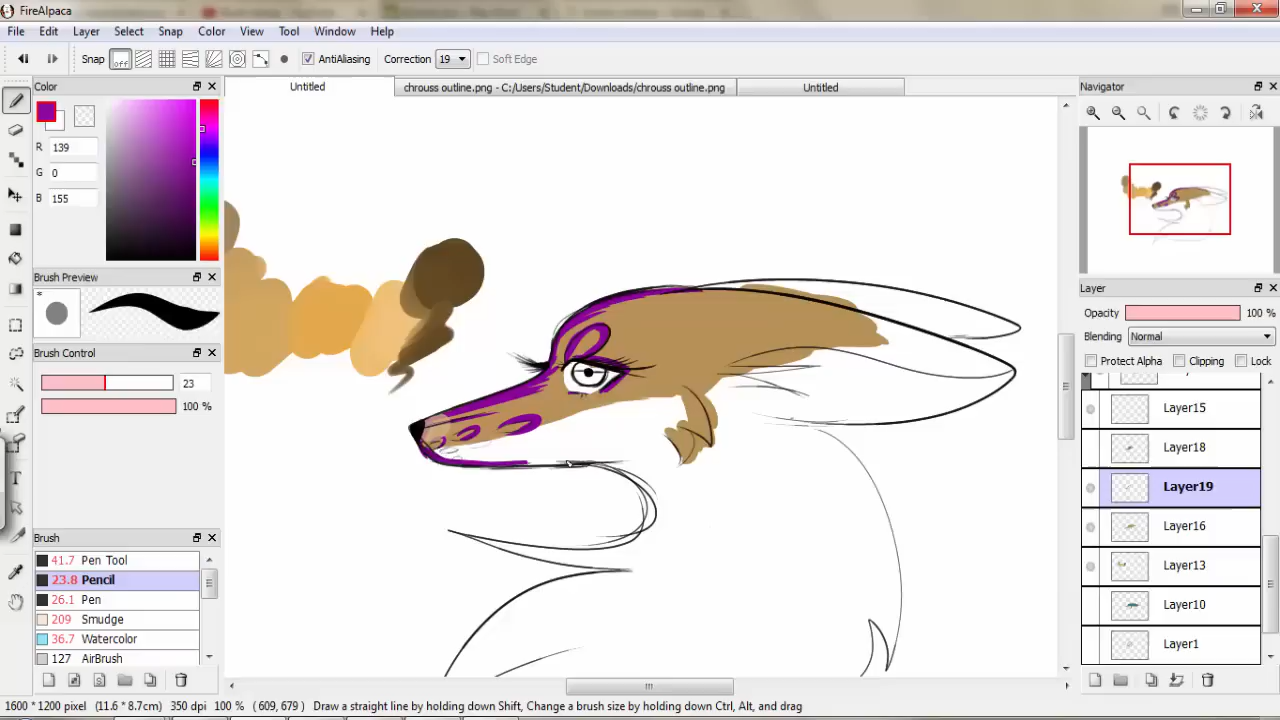 FireAlpaca
File Edit Layer Select Snap Color View Tool Window Help
Snap off AntiAliasing Correction 19 Soft Edge
Color
Untitled
chrouss outline.png - C:/Users/Student/Downloads/chrouss outline.png
Untitled
Navigator
R 139
G 0
B 155
Brush Preview
Brush Control
23
100 %
Brush
41.7 Pen Tool
23.8 Pencil
26.1 Pen
209 Smudge
36.7 Watercolor
127 AirBrush
Layer
Opacity 100 %
Blending Normal
Protect Alpha Clipping Lock
Layer15
Layer18
Layer19
Layer16
Layer13
Layer10
Layer1
1600 * 1200 pixel (11.6 * 8.7cm) 350 dpi 100 % ( 609, 679 ) Draw a straight line by holding down Shift, Change a brush size by holding down Ctrl, Alt, and drag